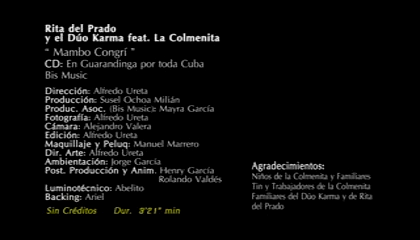 Rita del Prado
y el Dúo Karma feat. La Colmenita
“ Mambo Congrí ”
CD: En Guarandinga por toda Cuba
Bis Music
Dirección: Alfredo Ureta
Producción: Susel Ochoa Milián
Produc. Asoc. (Bis Music): Mayra García
Fotografía: Alfredo Ureta
Cámara: Alejandro Valera
Edición: Alfredo Ureta
Maquillaje y Peluq: Manuel Marrero
Dir. Arte: Alfredo Ureta
Ambientación: Jorge García
Post. Producción y Anim. Henry García
Rolando Valdés
Luminotécnico: Abelito
Backing: Ariel
Sin Créditos Dur. 3'21" min
Agradecimientos:
Niños de la Colmenita y Familiares
Tin y Trabajadores de la Colmenita
Familiares del Dúo Karma y de Rita
del Prado